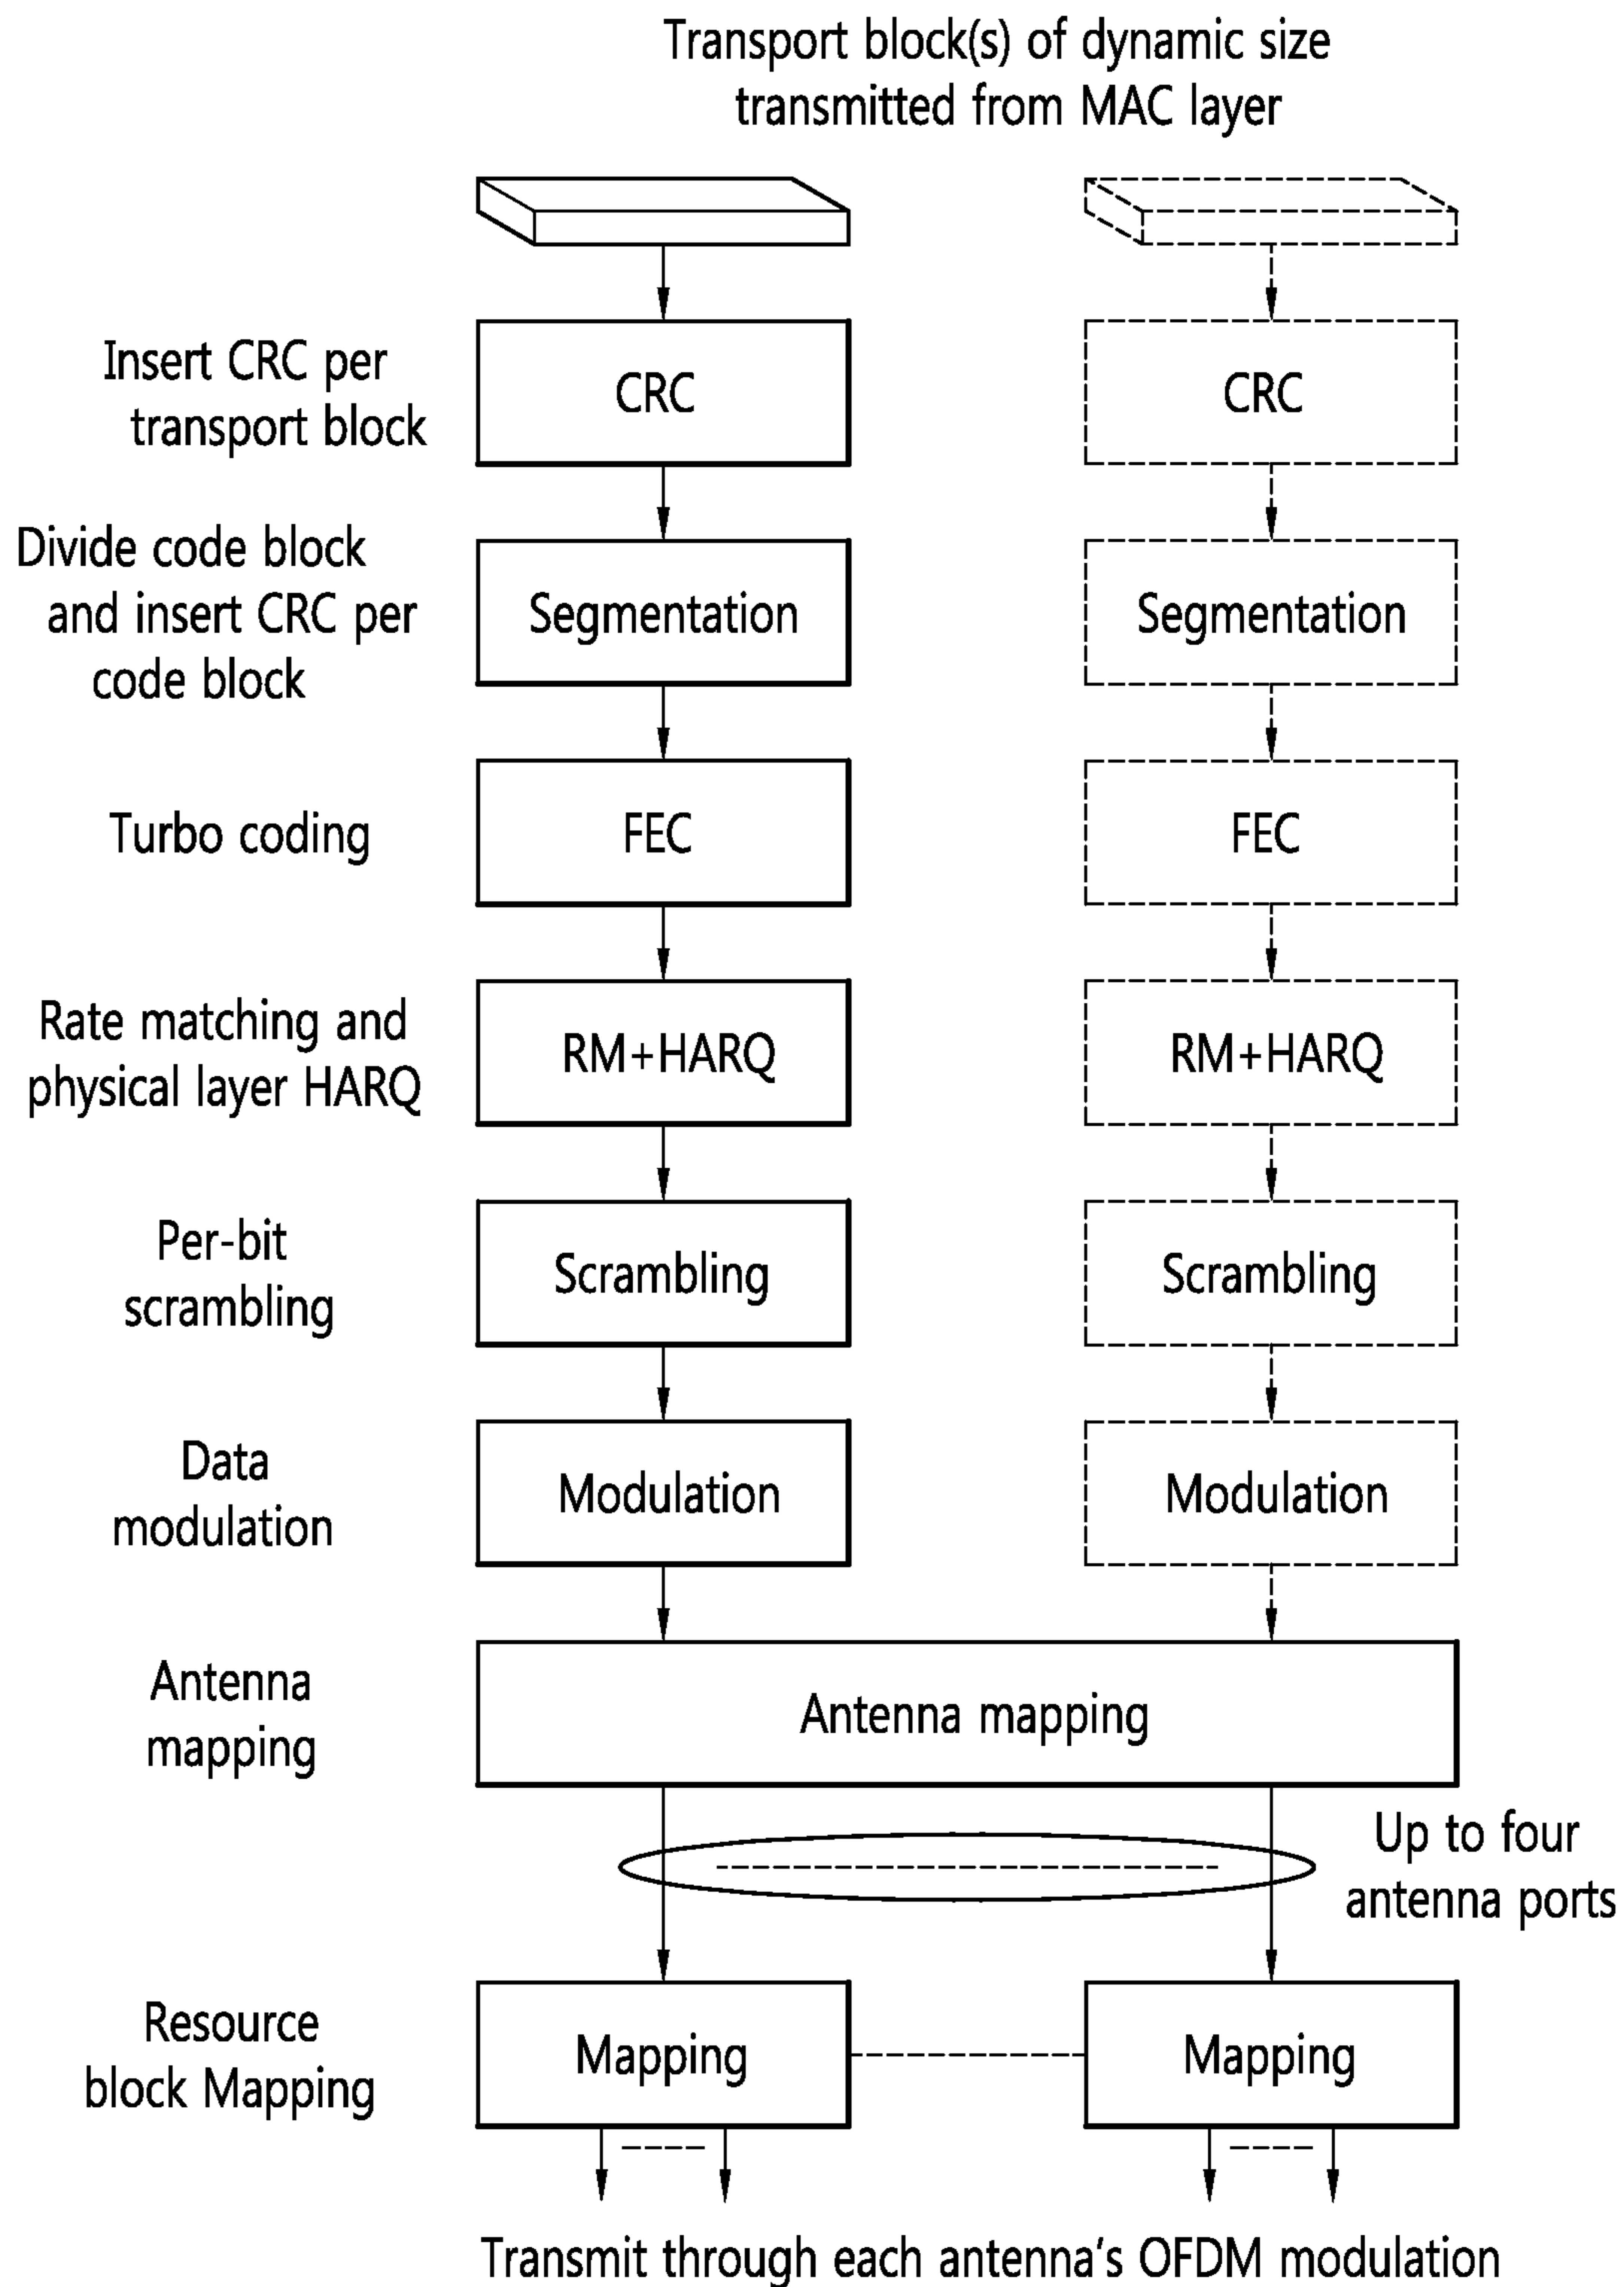 Transport block(s) of dynamic size
transmitted from MAC layer
Insert CRC per
transport block
CRC
CRC
Divide code block
and insert CRC per
code block
Segmentation
Segmentation
Turbo coding
FEC
FEC
Rate matching and
physical layer HARQ
RM+HARQ
RM+HARQ
Per-bit
scrambling
Scrambling
Scrambling
Data
modulation
Modulation
Modulation
Antenna
mapping
Antenna mapping
Up to four
antenna ports
Resource
block Mapping
Mapping
Mapping
Transmit through each antenna's OFDM modulation